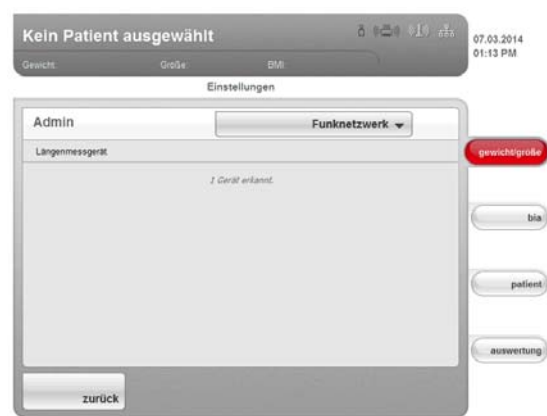 Kein Patient ausgewählt
07.03.2014
01:13 PM
Gewicht: Größe: BMI:
Einstellungen
Admin
Funknetzwerk
Längenmessgerät
1 Gerät erkannt.
gewicht/größe
bia
patient
auswertung
zurück